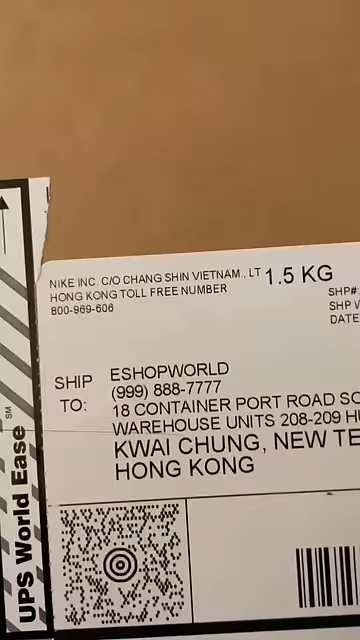 NIKE INC. C/O CHANG SHIN VIETNAM., LT 1.5 KG
HONG KONG TOLL FREE NUMBER
800-969-606
SHP#:
SHP W
DATE
SHIP TO:
ESHOPWORLD
(999) 888-7777
18 CONTAINER PORT ROAD SO
WAREHOUSE UNITS 208-209 H
KWAI CHUNG, NEW TE
HONG KONG
UPS World Ease SM